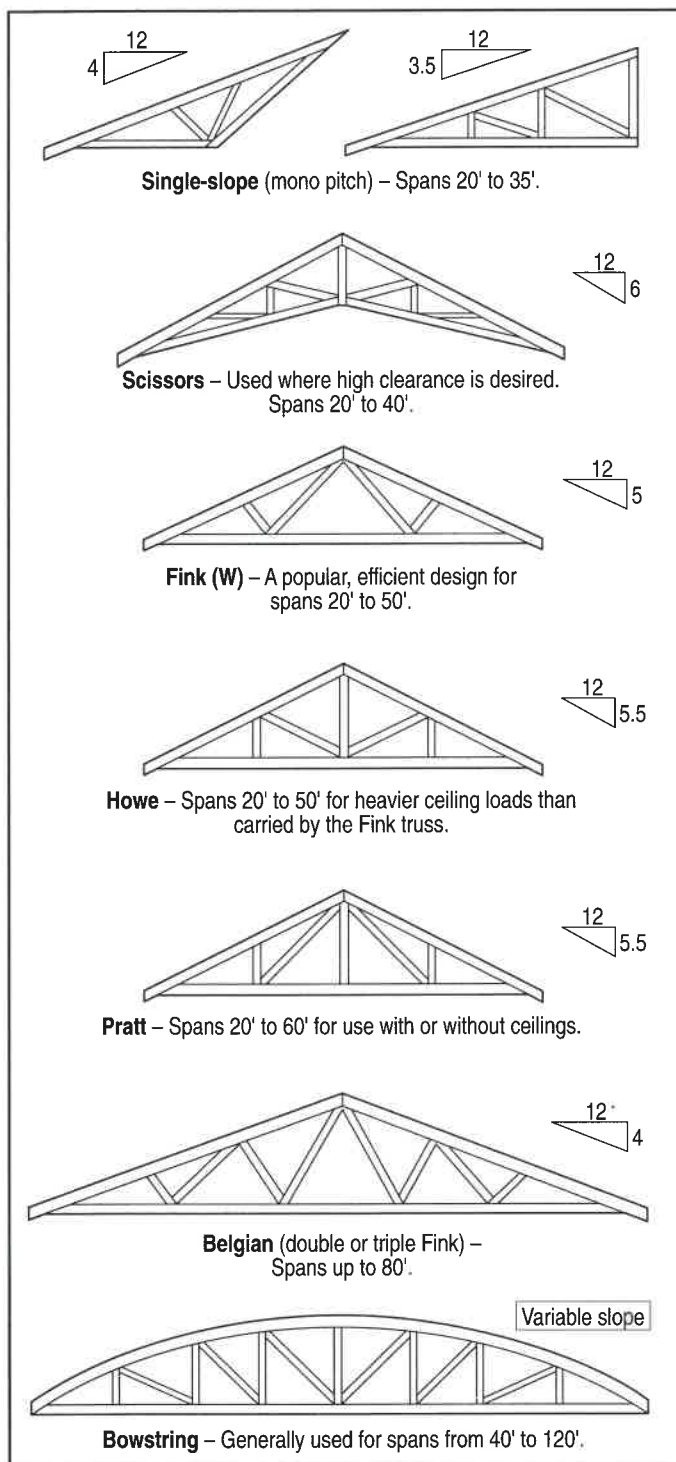 12
4
12
3.5
Single-slope (mono pitch) – Spans 20' to 35'.
12
6
Scissors – Used where high clearance is desired.
Spans 20' to 40'.
12
5
Fink (W) – A popular, efficient design for
spans 20' to 50'.
12
5.5
Howe – Spans 20' to 50' for heavier ceiling loads than
carried by the Fink truss.
12
5.5
Pratt – Spans 20' to 60' for use with or without ceilings.
12
4
Belgian (double or triple Fink) –
Spans up to 80'.
Variable slope
Bowstring – Generally used for spans from 40' to 120'.